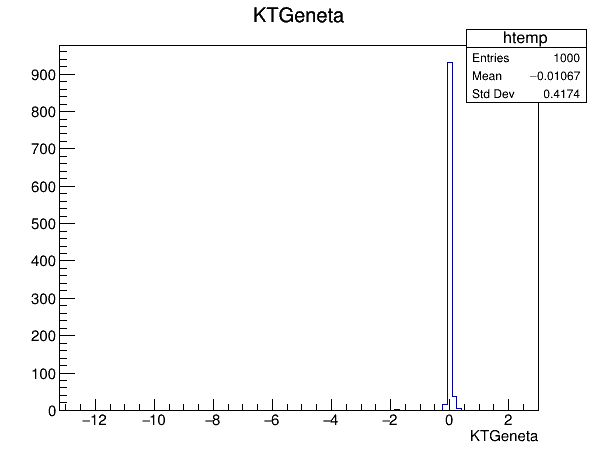 KTGeneta
htemp
Entries 1000
Mean −0.01067
Std Dev 0.4174
900
800
700
600
500
400
300
200
100
0
−12 −10 −8 −6 −4 −2 0 2
KTGeneta